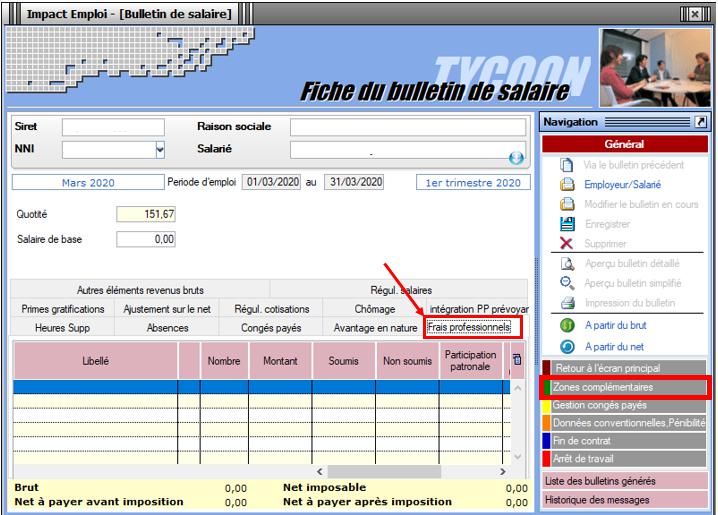 Impact Emploi - [Bulletin de salaire]
TYCOON
Fiche du bulletin de salaire
Siret
Raison sociale
NNI
Salarié
Mars 2020
Periode d'emploi 01/03/2020 au 31/03/2020
1er trimestre 2020
Quotité 151,67
Salaire de base 0,00
Autres éléments revenus bruts
Régul. salaires
Primes gratifications
Ajustement sur le net
Régul. cotisations
Chômage
intégration PP prévoyar
Heures Supp
Absences
Congés payés
Avantage en nature
Frais professionnels
Libellé
Nombre
Montant
Soumis
Non soumis
Participation
patronale
Brut 0,00 Net imposable 0,00
Net à payer avant imposition 0,00 Net à payer après imposition 0,00
Navigation
Général
Via le bulletin précédent
Employeur/Salarié
Modifier le bulletin en cours
Enregistrer
Supprimer
Aperçu bulletin détaillé
Aperçu bulletin simplifié
Impression du bulletin
A partir du brut
A partir du net
Retour à l'écran principal
Zones complémentaires
Gestion congés payés
Données conventionnelles,Pénibilité
Fin de contrat
Arrêt de travail
Liste des bulletins générés
Historique des messages